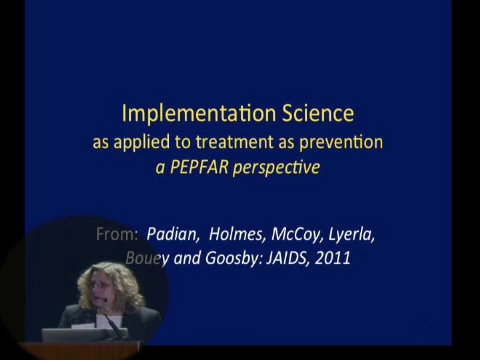 Implementation Science
as applied to treatment as prevention
a PEPFAR perspective
From: Padian, Holmes, McCoy, Lyerla,
Bouey and Goosby: JAIDS, 2011